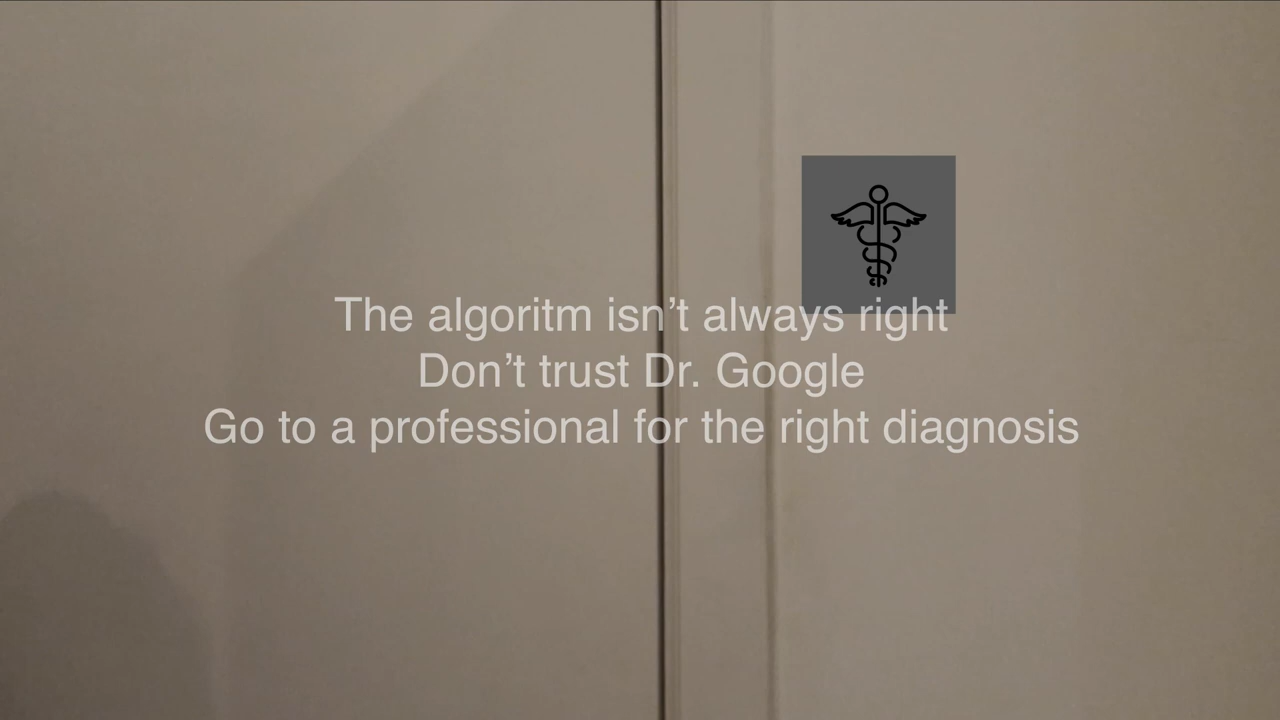 The algoritm isn’t always right
Don’t trust Dr. Google
Go to a professional for the right diagnosis